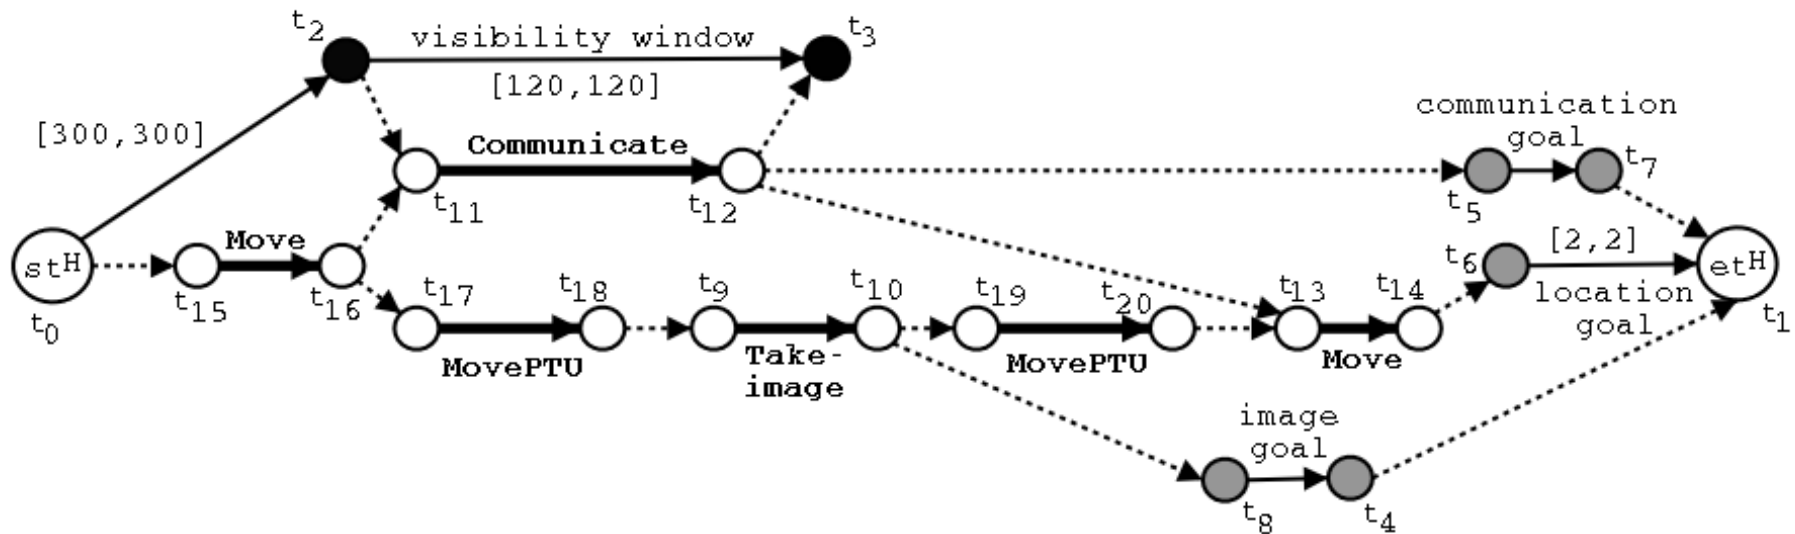 t2
visibility window
t3
[120,120]
[300,300]
Communicate
communication
goal
t7
t11
t12
t5
stH
t0
Move
t15
t16
t6
[2,2]
etH
t1
location
goal
t17
t18
t9
t10
t19
t20
t13
t14
MovePTU
Take-
image
MovePTU
Move
image
goal
t8
t4